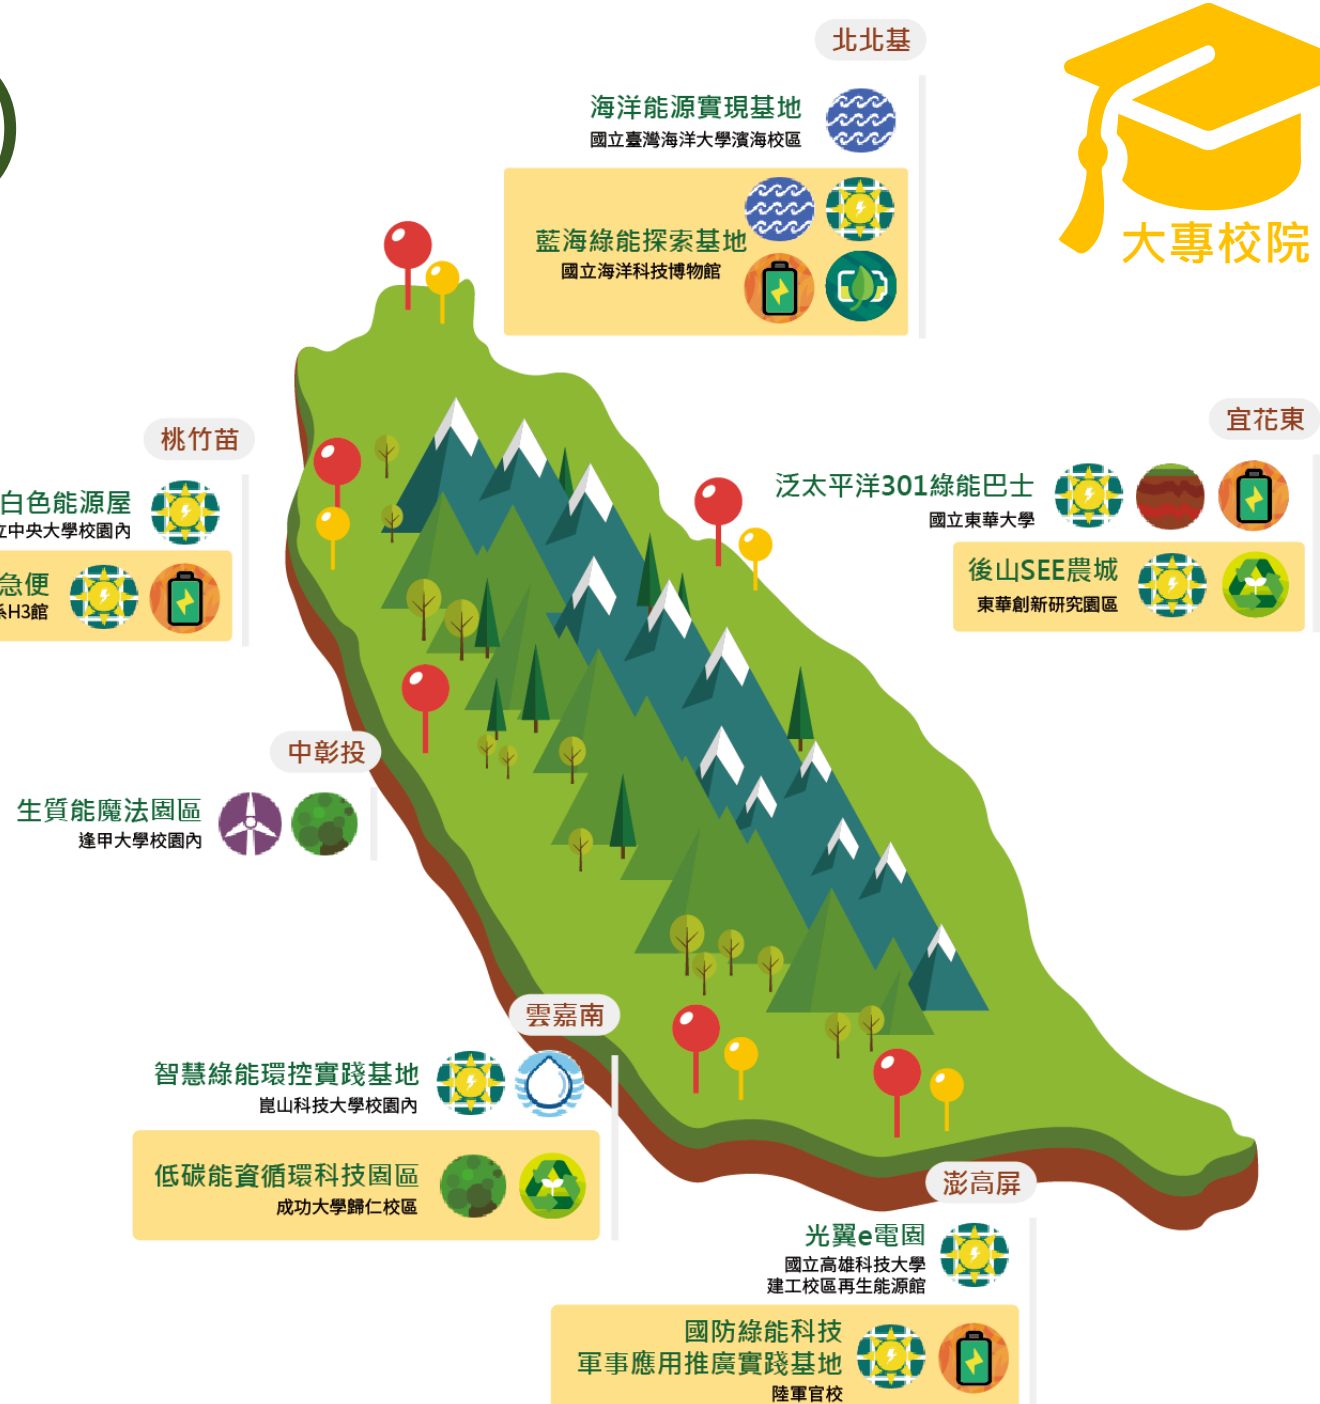 北北基
海洋能源實現基地
國立臺灣海洋大學濱海校區
藍海綠能探索基地
國立海洋科技博物館
大專校院
桃竹苗
白色能源屋
立中央大學校園內
急便
系H3館
宜花東
泛太平洋301綠能巴士
國立東華大學
後山SEE農城
東華創新研究園區
中彰投
生質能魔法園區
逢甲大學校園內
雲嘉南
智慧綠能環控實踐基地
崑山科技大學校園內
低碳能資循環科技園區
成功大學歸仁校區
澎高屏
光翼e電園
國立高雄科技大學
建工校區再生能源館
國防綠能科技
軍事應用推廣實踐基地
陸軍官校